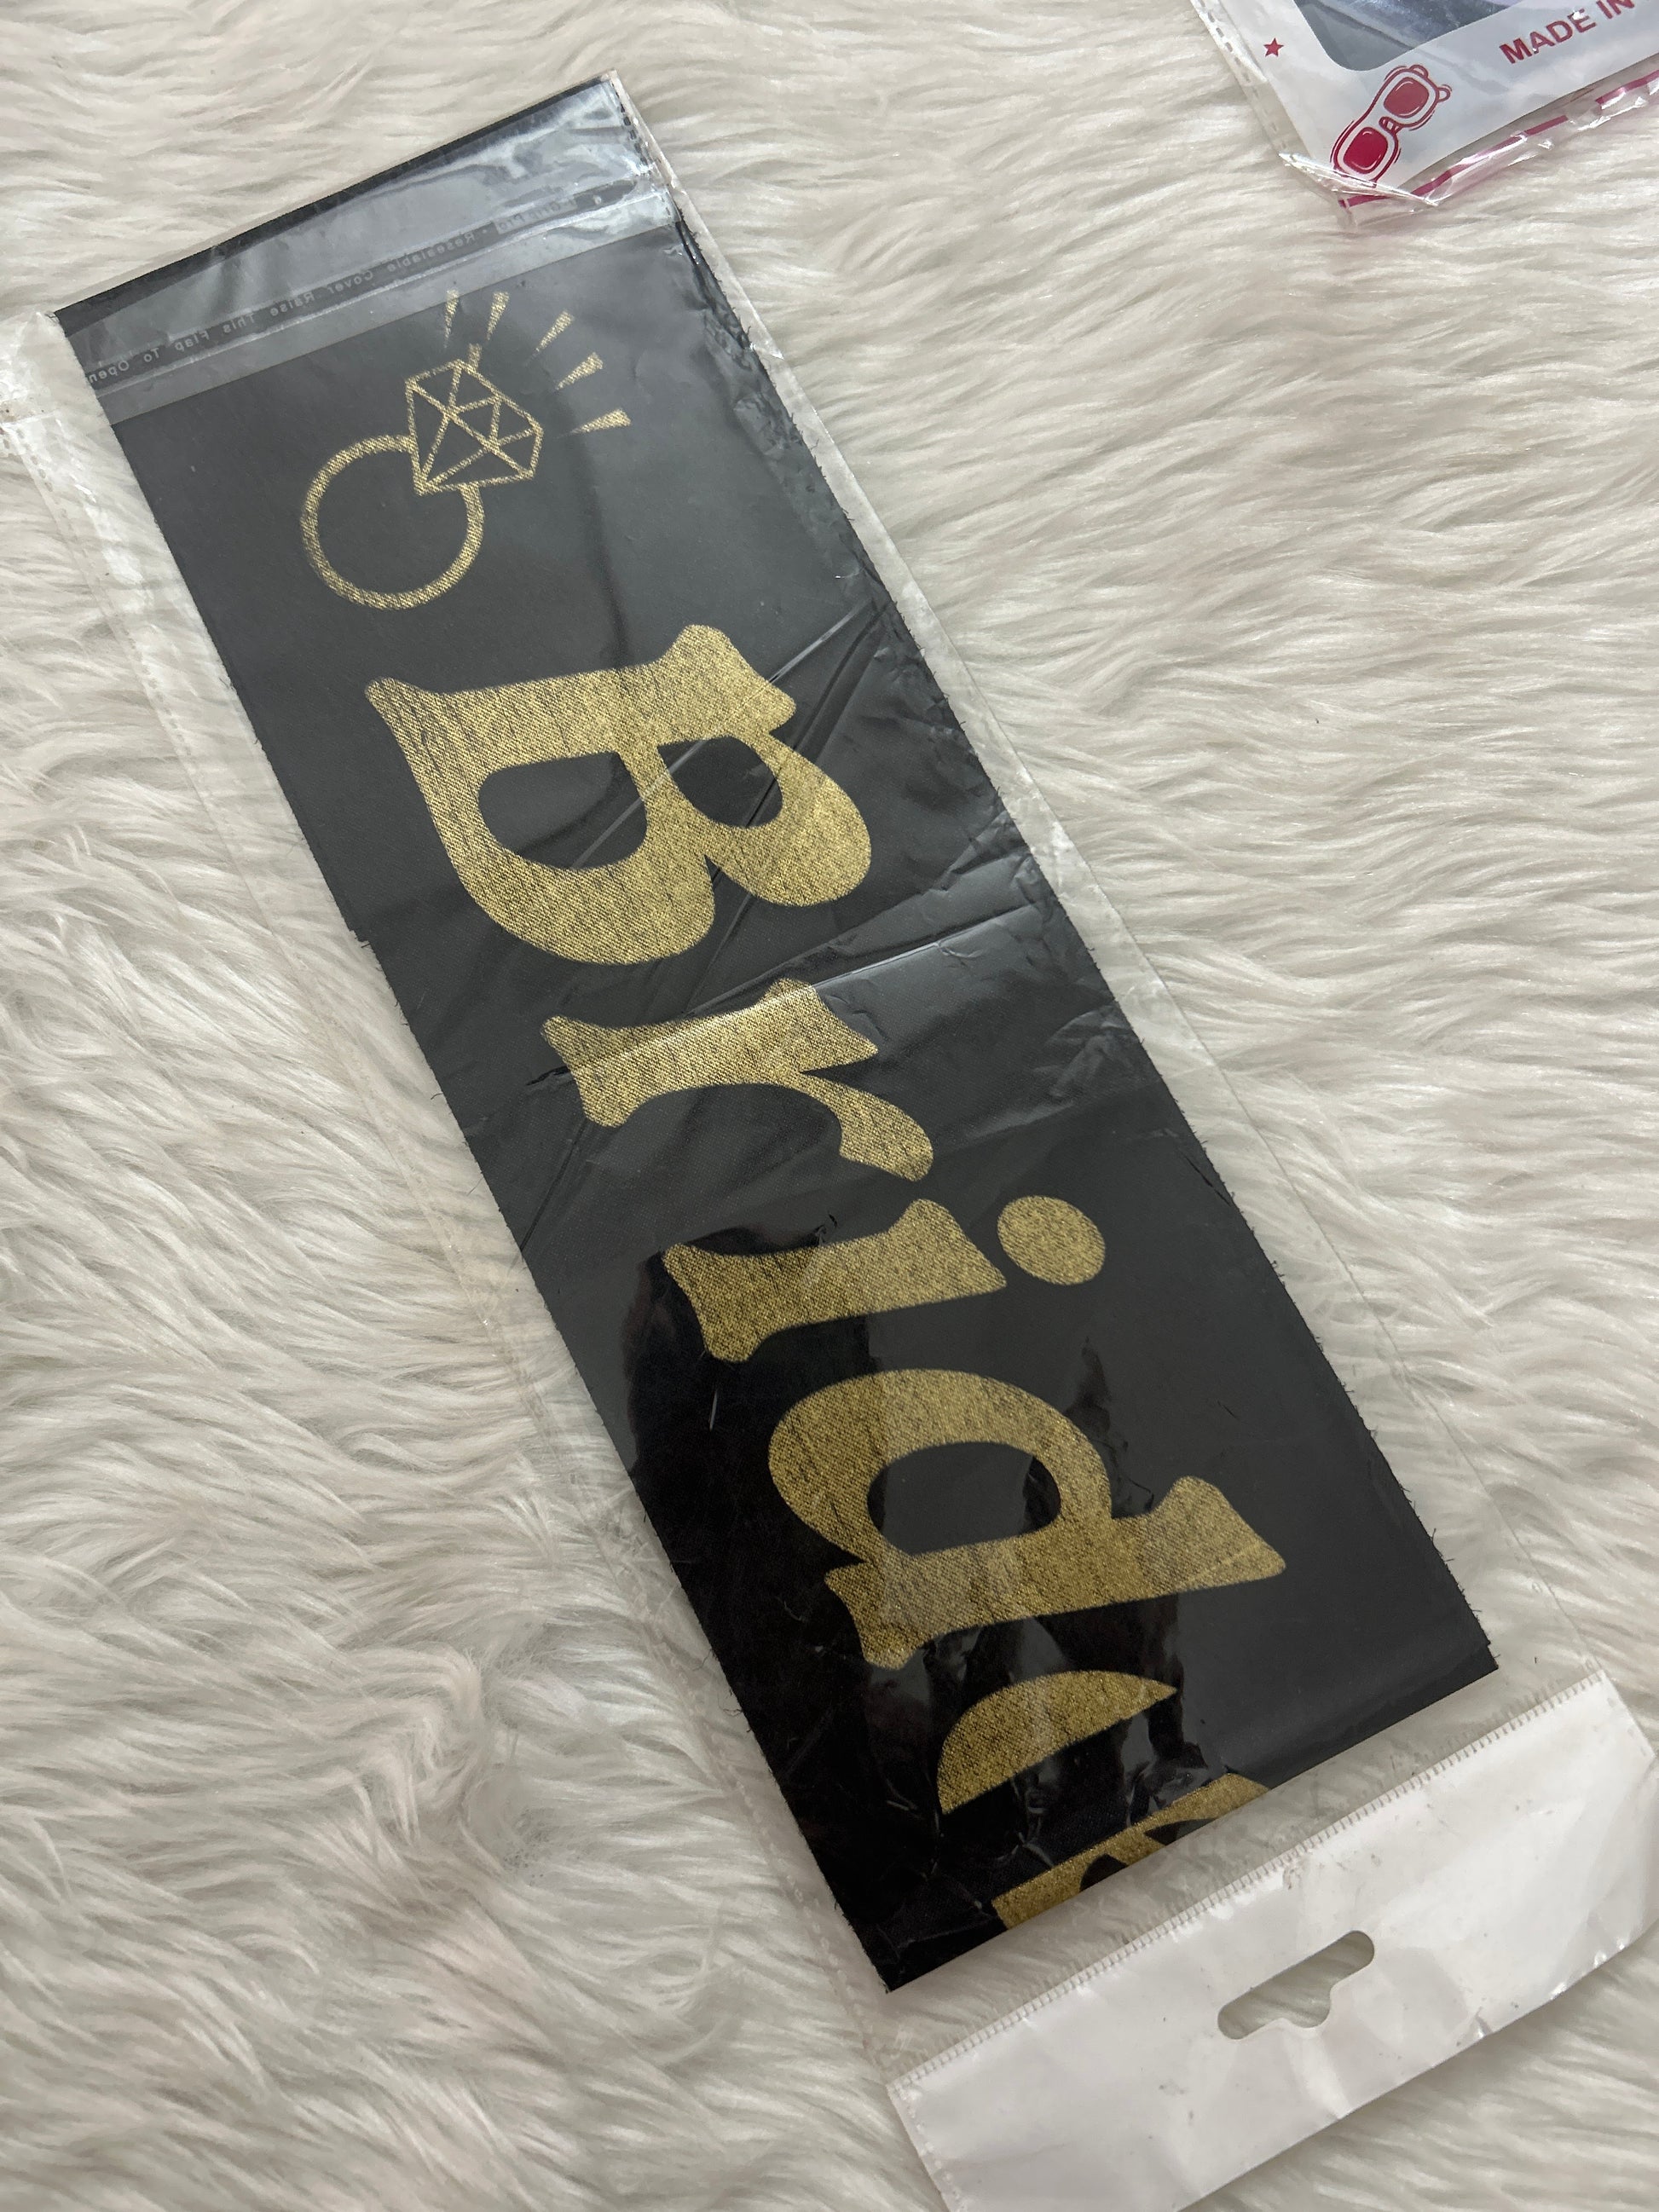 MADE IN
Resealable Cover Raise This Flap To Open
Brid